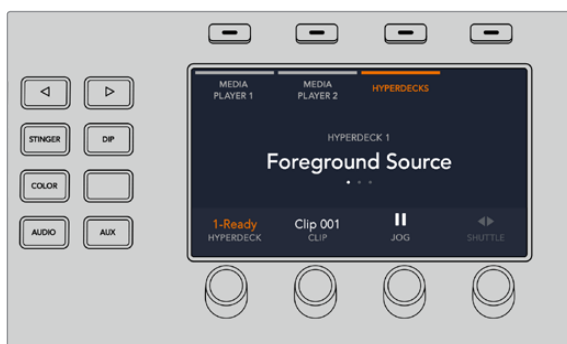 MEDIA
PLAYER 1
MEDIA
PLAYER 2
HYPERDECKS
STINGER
DIP
HYPERDECK 1
Foreground Source
COLOR
1-Ready
HYPERDECK
Clip 001
CLIP
JOG
SHUTTLE
AUDIO
AUX